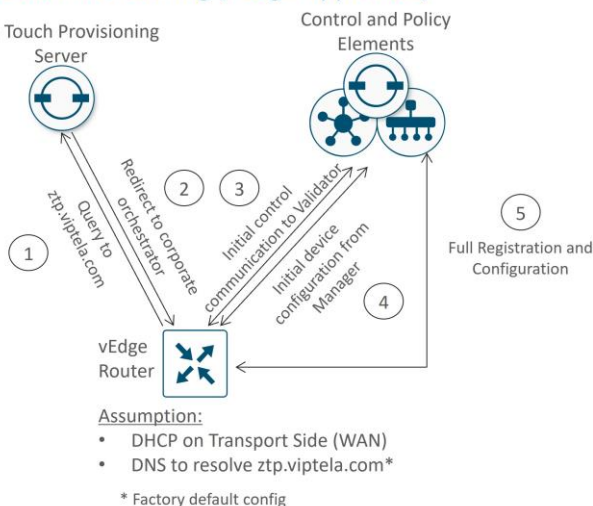 Touch Provisioning
Server
Control and Policy
Elements
1
Query to
ztp.viptela.com
Redirect to corporate
orchestrator
2
3
Initial control
communication to Validator
Initial device
configuration from
Manager
4
5
Full Registration and
Configuration
vEdge
Router
Assumption:
• DHCP on Transport Side (WAN)
• DNS to resolve ztp.viptela.com*
* Factory default config